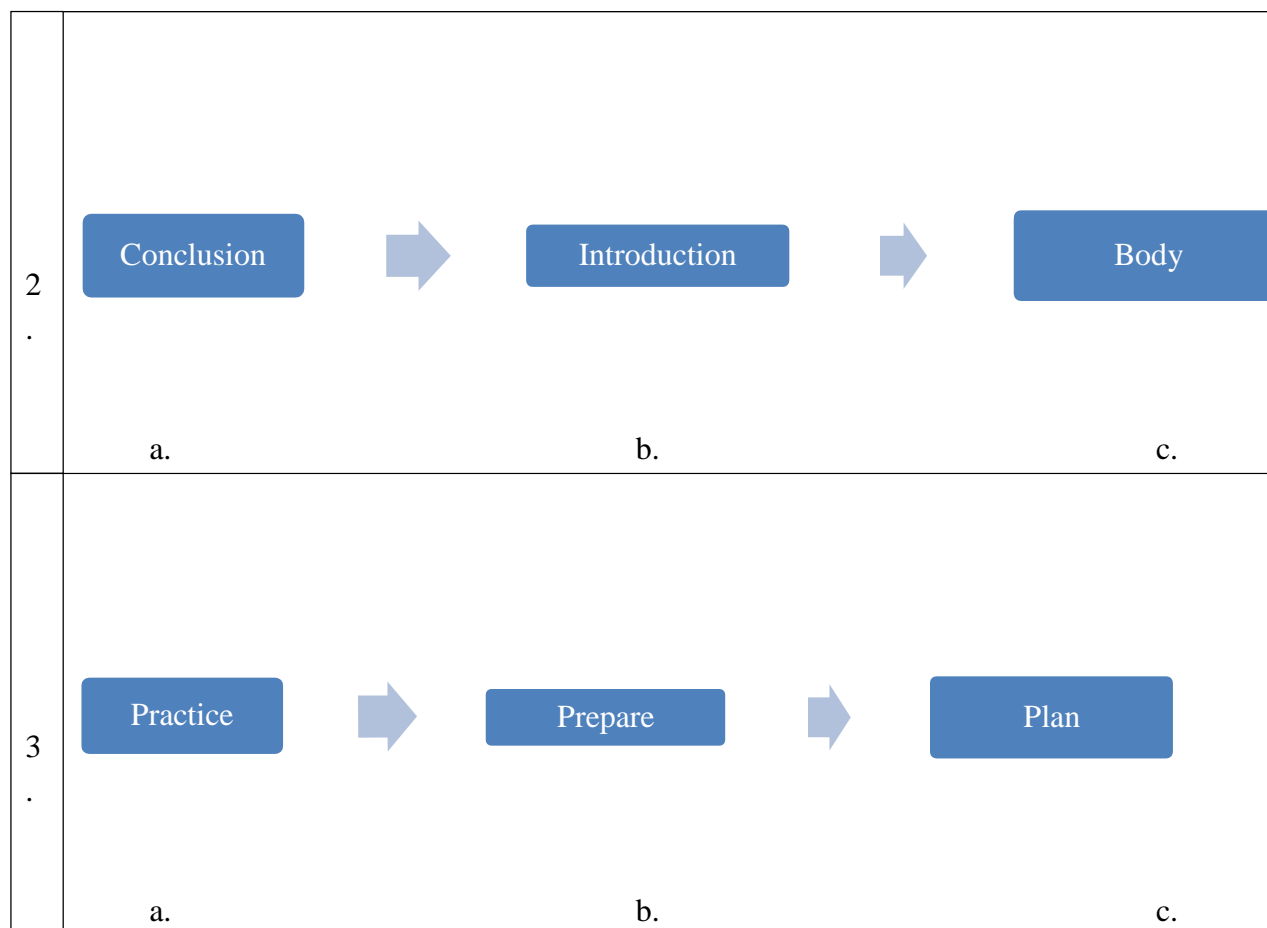 2
.
Conclusion Introduction Body
a. b. c.
3
.
Practice Prepare Plan
a. b. c.